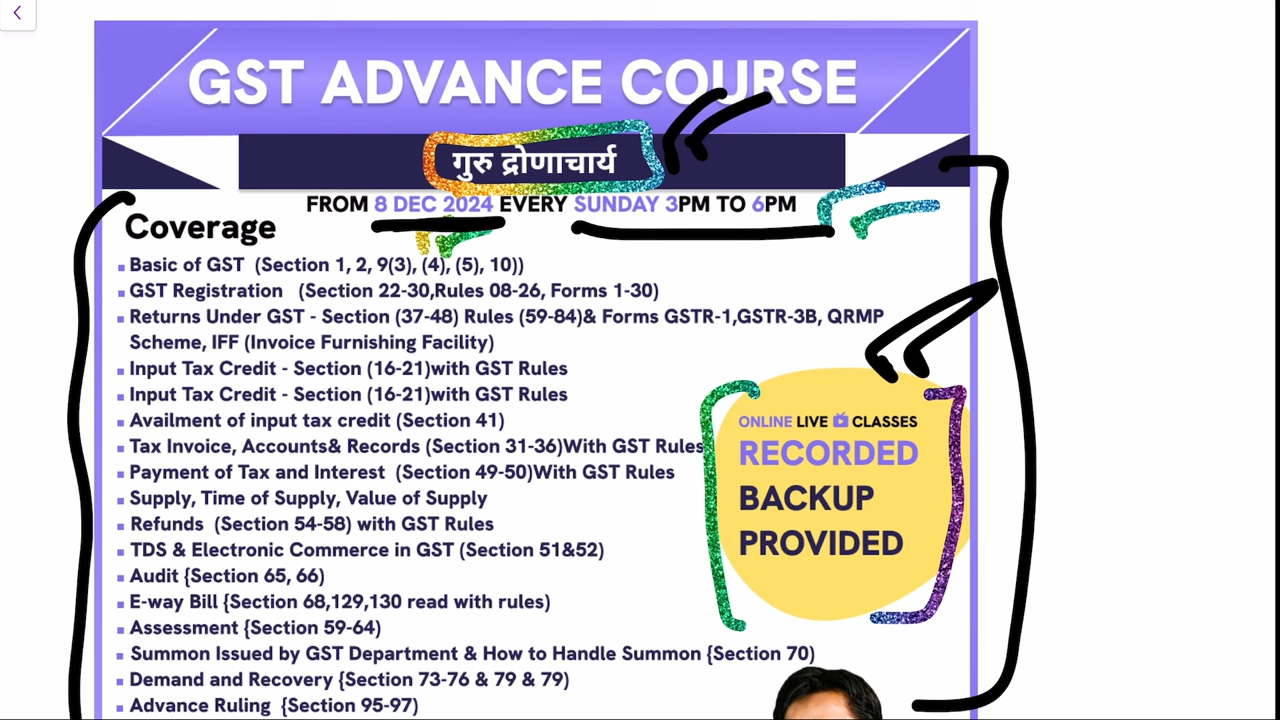 GST ADVANCE COURSE
गुरु द्रोणाचार्य
FROM 8 DEC 2024 EVERY SUNDAY 3PM TO 6PM
Coverage
Basic of GST (Section 1, 2, 9(3), (4), (5), 10))
GST Registration (Section 22-30,Rules 08-26, Forms 1-30)
Returns Under GST - Section (37-48) Rules (59-84)& Forms GSTR-1,GSTR-3B, QRMP
Scheme, IFF (Invoice Furnishing Facility)
Input Tax Credit - Section (16-21)with GST Rules
Input Tax Credit - Section (16-21)with GST Rules
Availment of input tax credit (Section 41)
Tax Invoice, Accounts& Records (Section 31-36)With GST Rules
Payment of Tax and Interest (Section 49-50)With GST Rules
Supply, Time of Supply, Value of Supply
Refunds (Section 54-58) with GST Rules
TDS & Electronic Commerce in GST (Section 51&52)
Audit {Section 65, 66)
E-way Bill {Section 68,129,130 read with rules)
Assessment {Section 59-64)
Summon Issued by GST Department & How to Handle Summon {Section 70)
Demand and Recovery {Section 73-76 & 79 & 79)
Advance Ruling {Section 95-97)
ONLINE LIVE CLASSES
RECORDED
BACKUP
PROVIDED